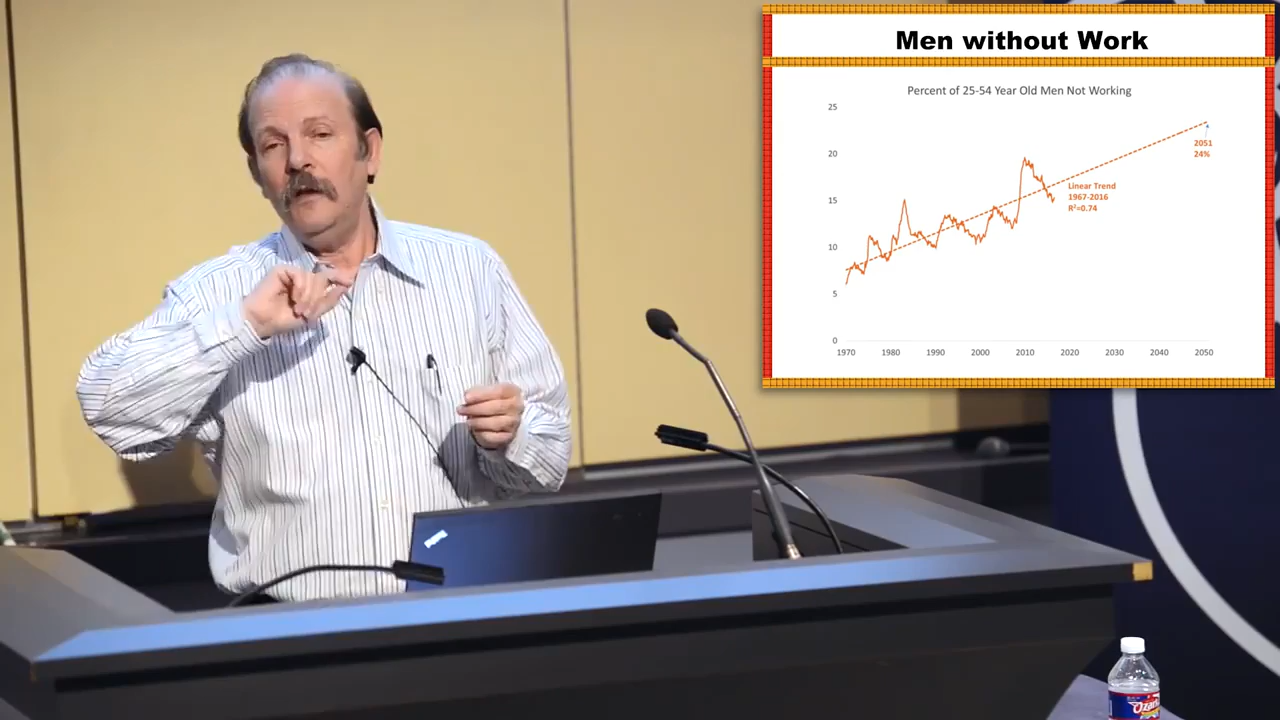 Men without Work
Percent of 25-54 Year Old Men Not Working
25
20
15
10
5
0
1970 1980 1990 2000 2010 2020 2030 2040 2050
2051
24%
Linear Trend
1967-2016
R²=0.74